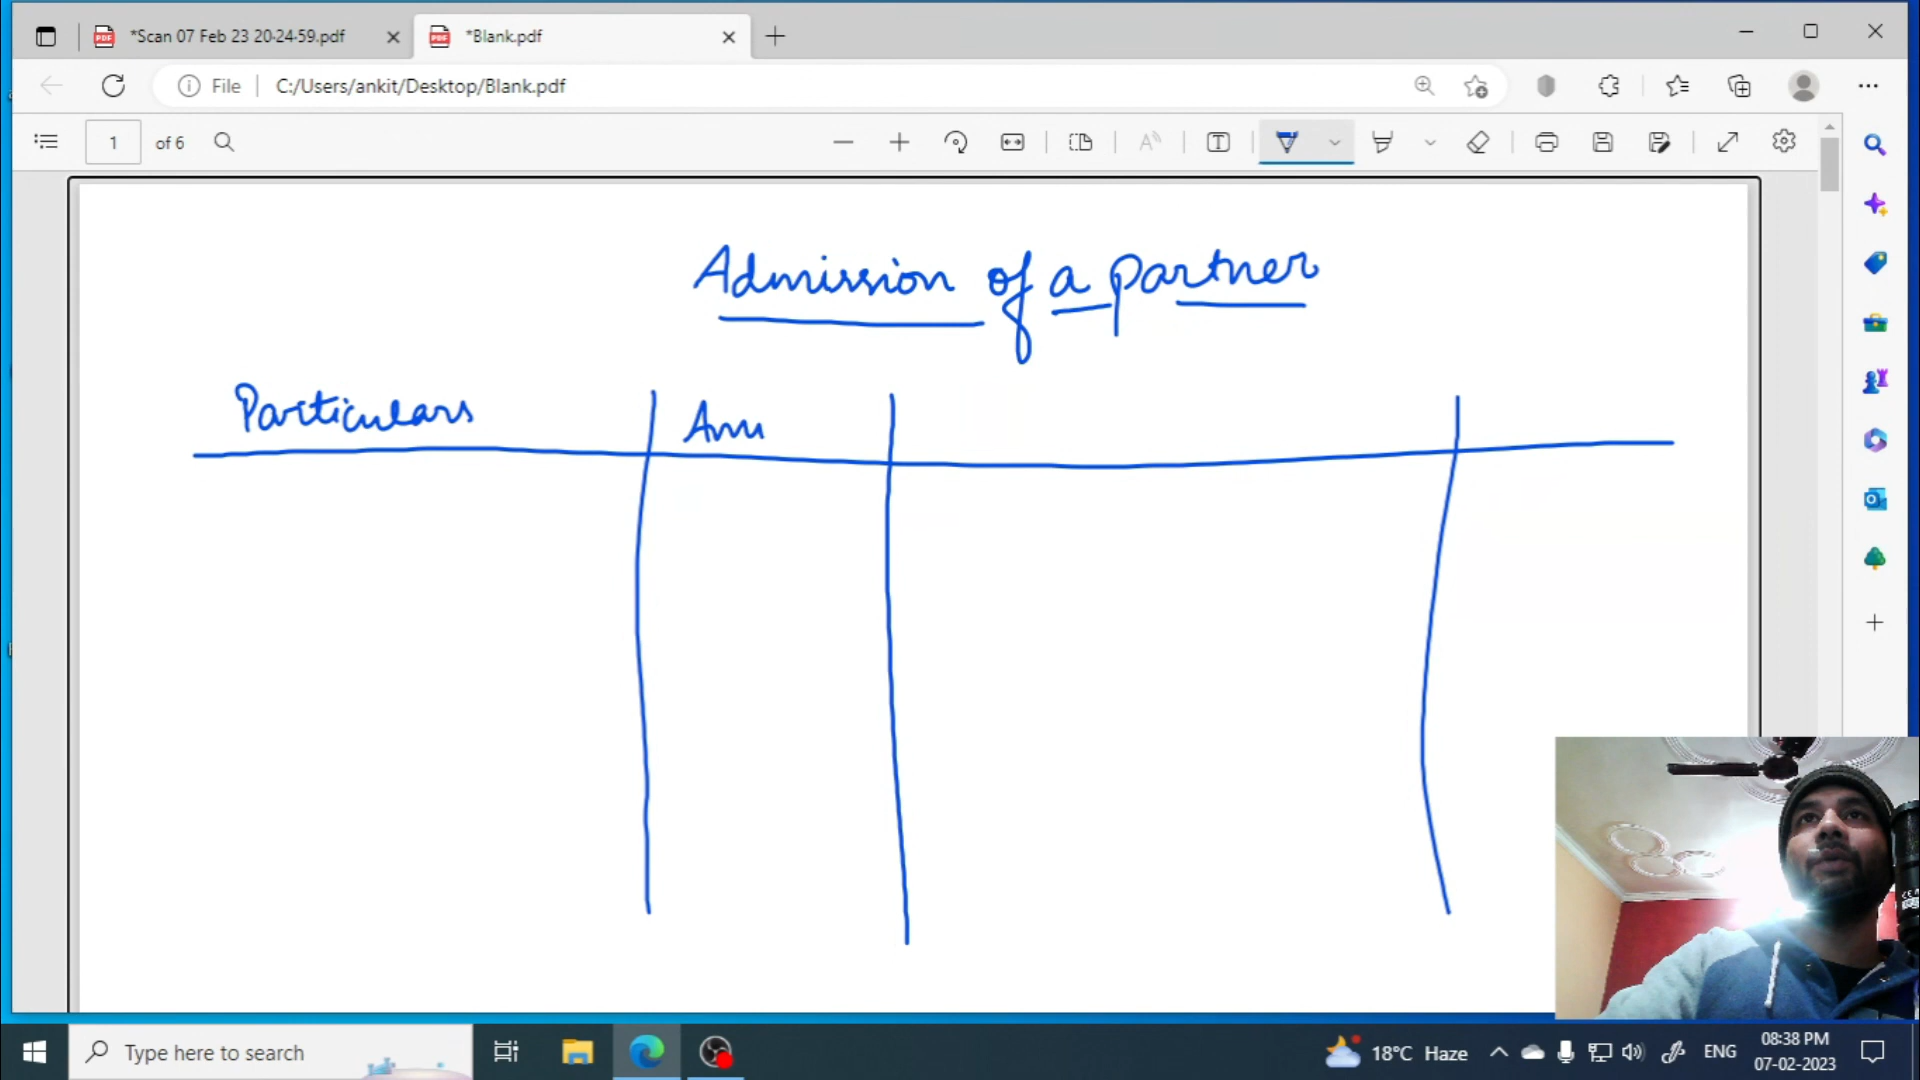 *Scan 07 Feb 23 20-24-59.pdf
*Blank.pdf
File
C:/Users/ankit/Desktop/Blank.pdf
1
of 6
Admission of a partner
Particulars
Amu
Type here to search
18°C Haze
ENG
08:38 PM
07-02-2023